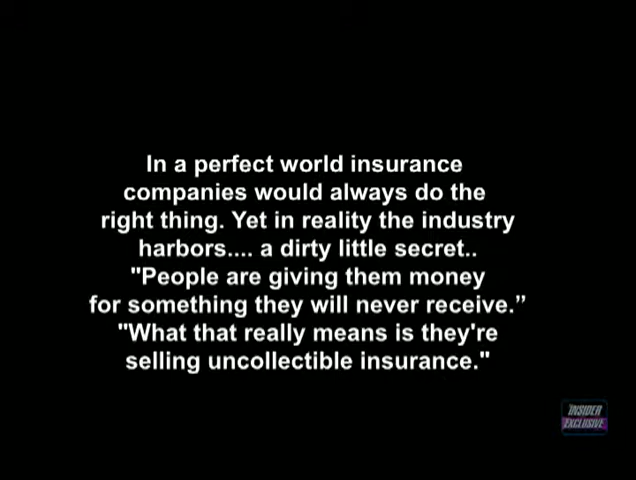 In a perfect world insurance
companies would always do the
right thing. Yet in reality the industry
harbors.... a dirty little secret..
"People are giving them money
for something they will never receive.”
"What that really means is they're
selling uncollectible insurance."
INSIDER
EXCLUSIVE